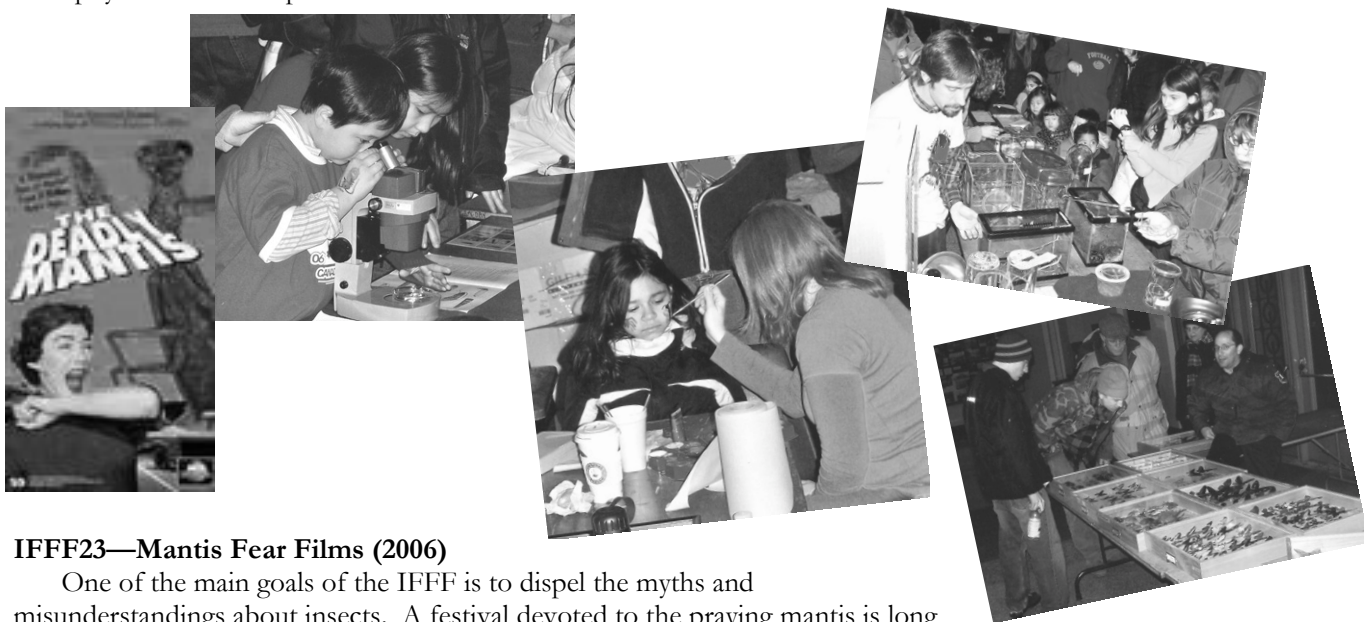 THE
DEADLY
MANTIS
IFFF23—Mantis Fear Films (2006)
One of the main goals of the IFFF is to dispel the myths and
misunderstandings about insects. A festival devoted to the praying mantis is long